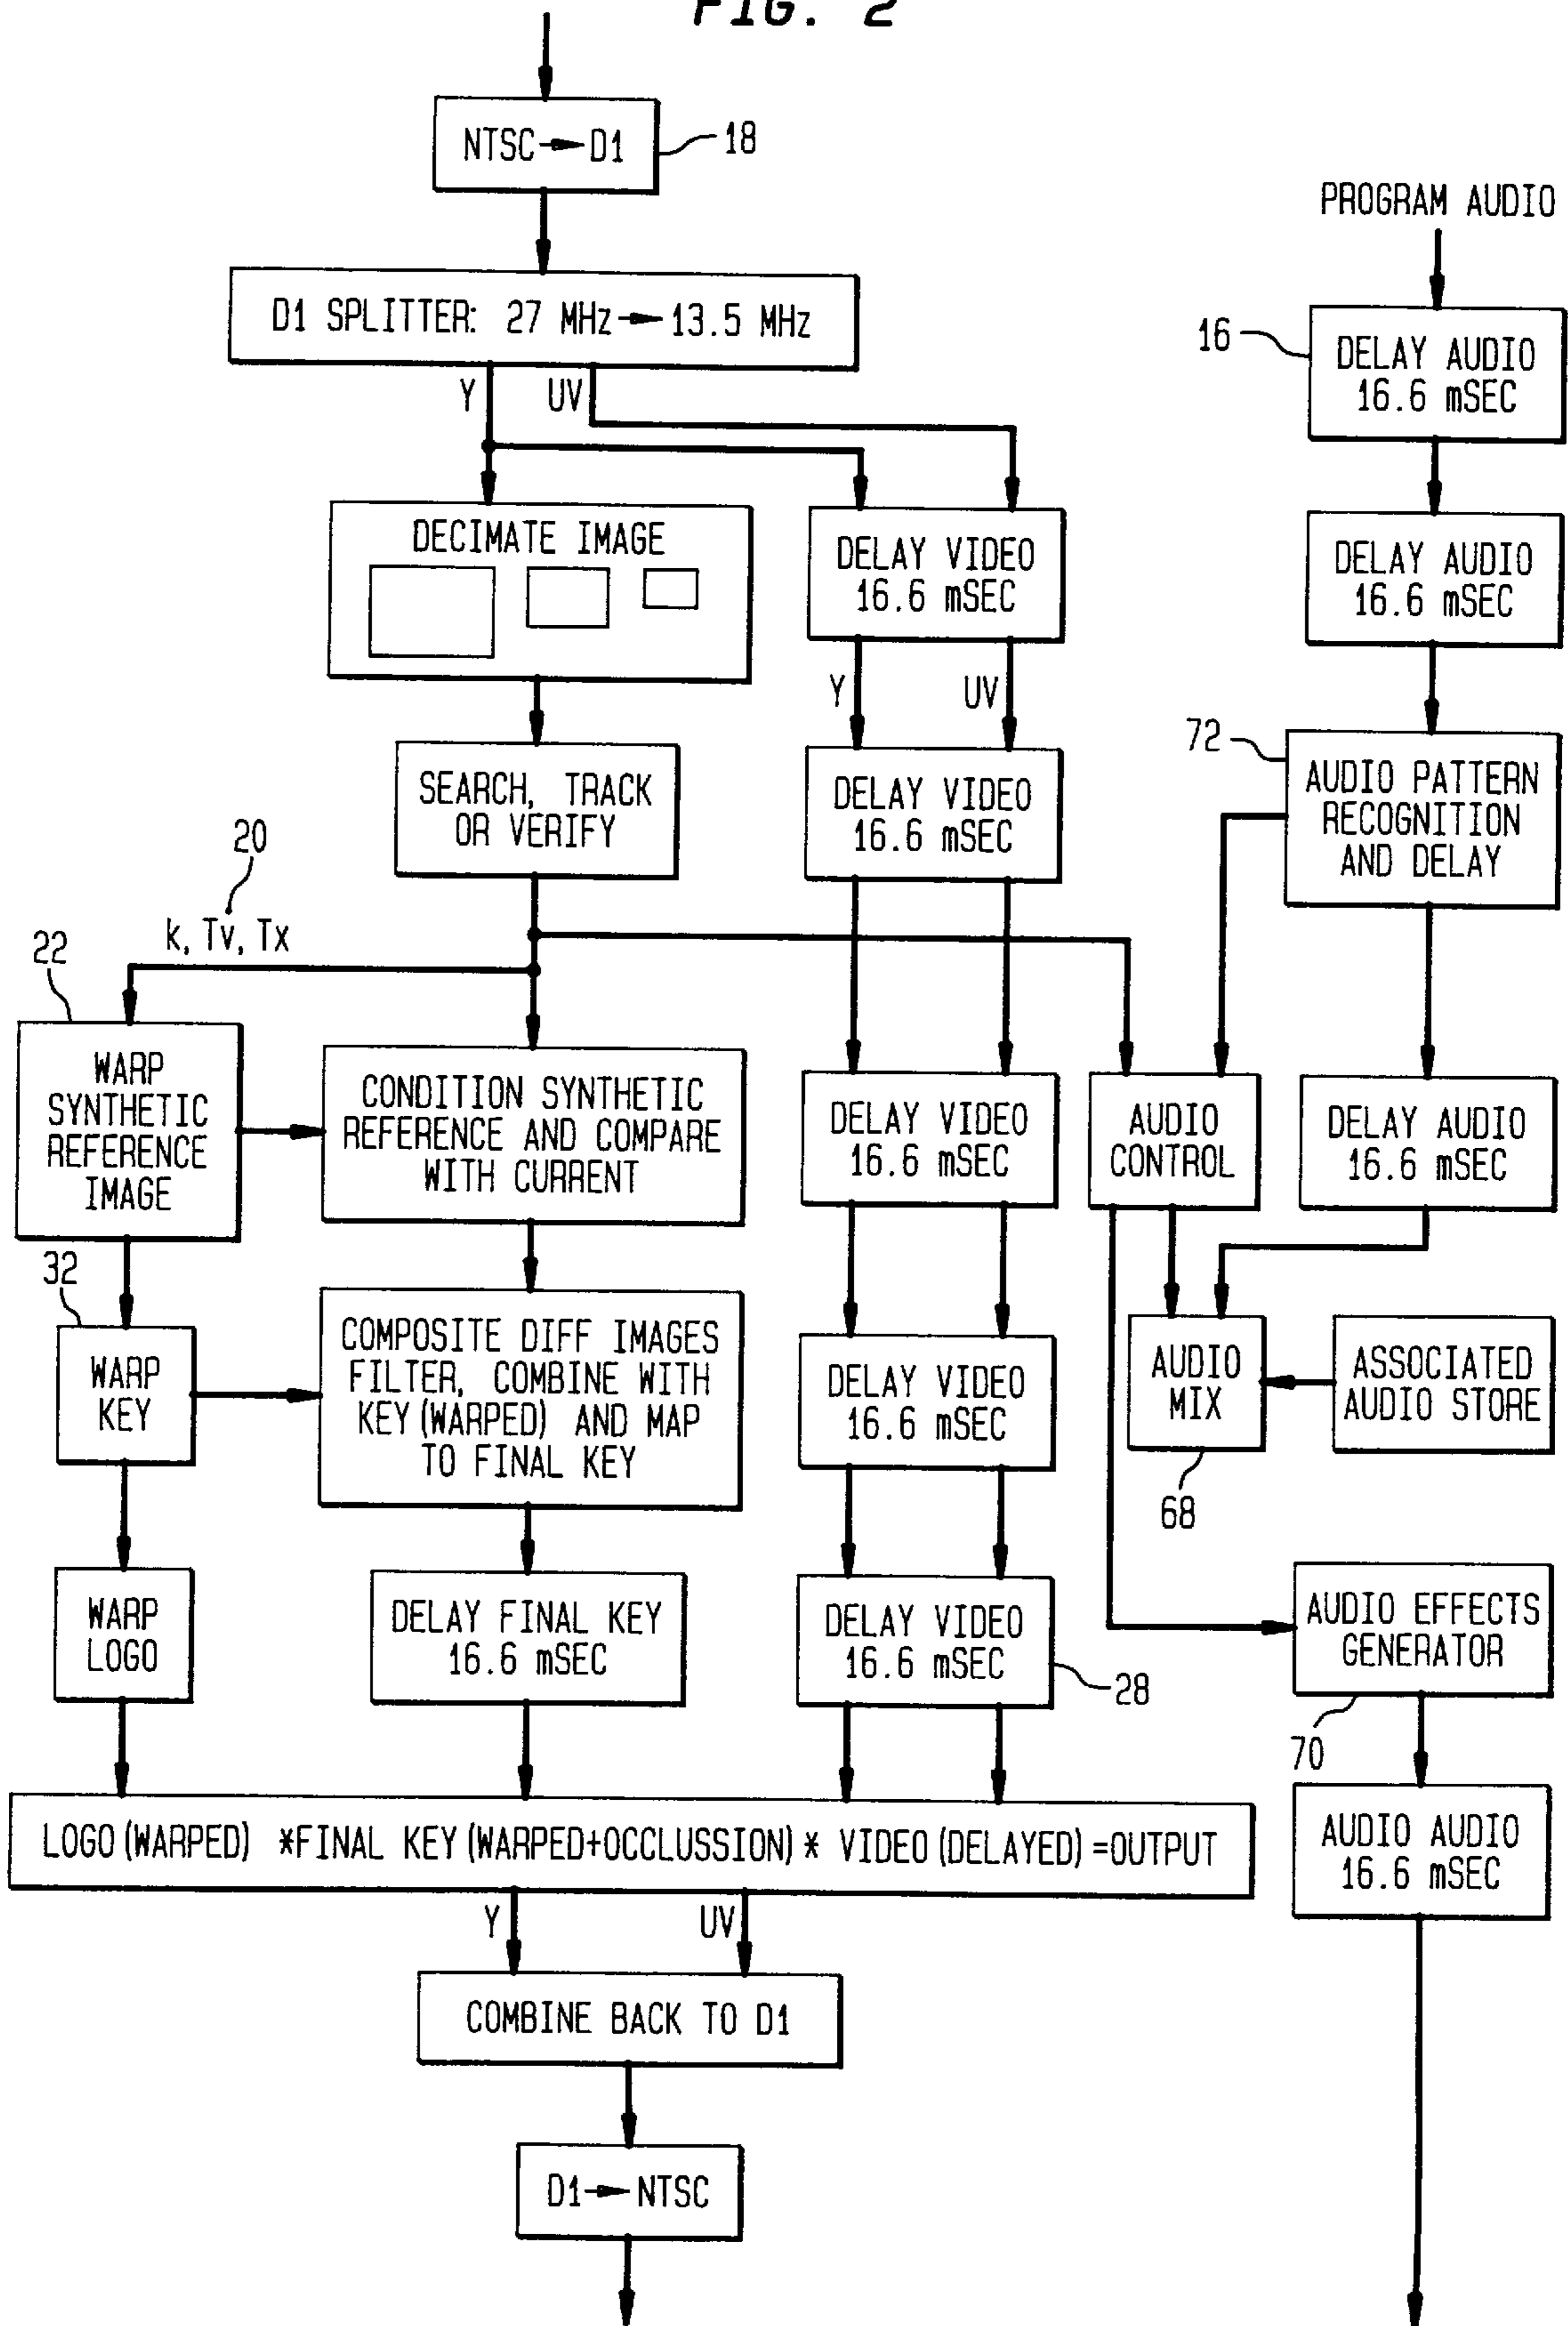 FIG. 2
NTSC→D1
18
PROGRAM AUDIO
D1 SPLITTER: 27 MHz→13.5 MHz
16
DELAY AUDIO
16.6 mSEC
Y
UV
DECIMATE IMAGE
DELAY VIDEO
16.6 mSEC
DELAY AUDIO
16.6 mSEC
Y
UV
72
SEARCH, TRACK
OR VERIFY
DELAY VIDEO
16.6 mSEC
AUDIO PATTERN
RECOGNITION
AND DELAY
20
k, Tv, Tx
22
WARP
SYNTHETIC
REFERENCE
IMAGE
CONDITION SYNTHETIC
REFERENCE AND COMPARE
WITH CURRENT
DELAY VIDEO
16.6 mSEC
AUDIO
CONTROL
DELAY AUDIO
16.6 mSEC
32
WARP
KEY
COMPOSITE DIFF IMAGES
FILTER, COMBINE WITH
KEY (WARPED) AND MAP
TO FINAL KEY
DELAY VIDEO
16.6 mSEC
AUDIO
MIX
ASSOCIATED
AUDIO STORE
68
WARP
LOGO
DELAY FINAL KEY
16.6 mSEC
DELAY VIDEO
16.6 mSEC
28
AUDIO EFFECTS
GENERATOR
70
LOGO (WARPED) *FINAL KEY (WARPED+OCCLUSSION) * VIDEO (DELAYED) =OUTPUT
AUDIO AUDIO
16.6 mSEC
Y
UV
COMBINE BACK TO D1
D1→NTSC